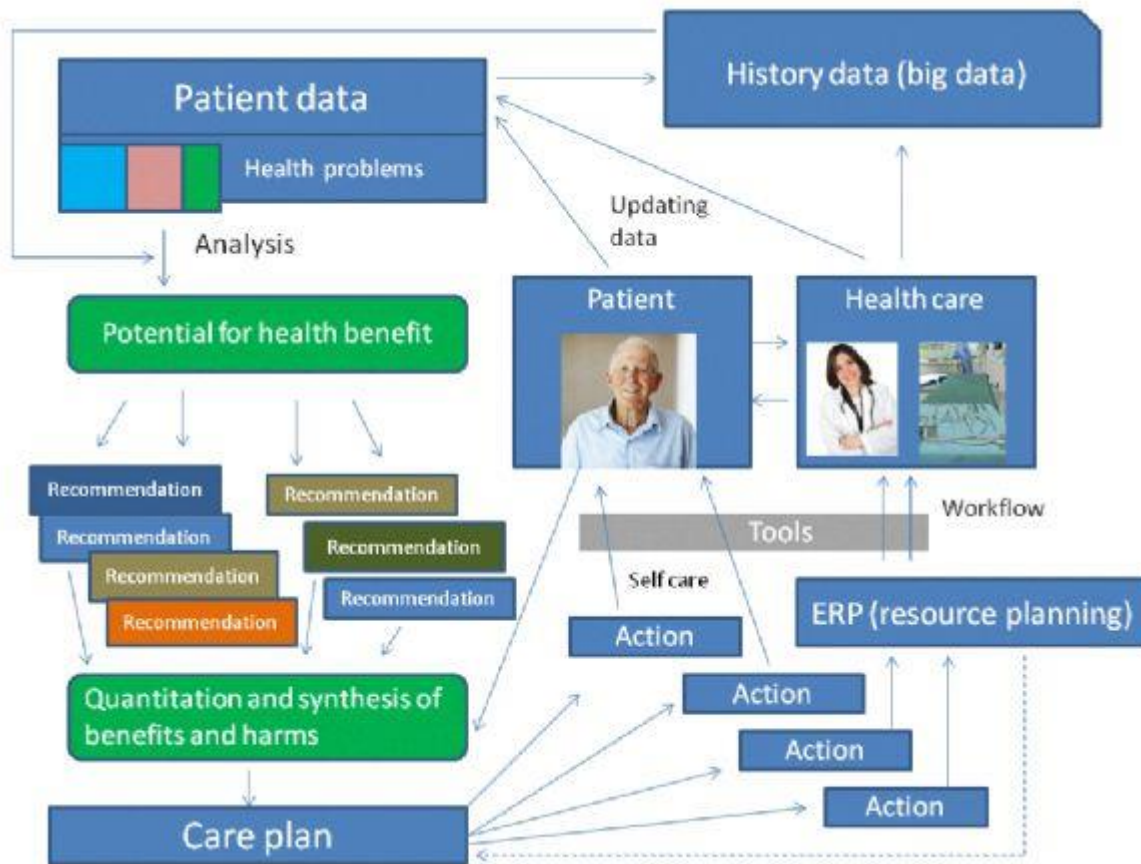 History data (big data)
Patient data
Health problems
Updating
data
Analysis
Patient
Health care
Potential for health benefit
Recommendation
Recommendation
Recommendation
Recommendation
Recommendation
Recommendation
Recommendation
Workflow
Tools
Self care
ERP (resource planning)
Action
Action
Action
Action
Quantitation and synthesis of
benefits and harms
Care plan